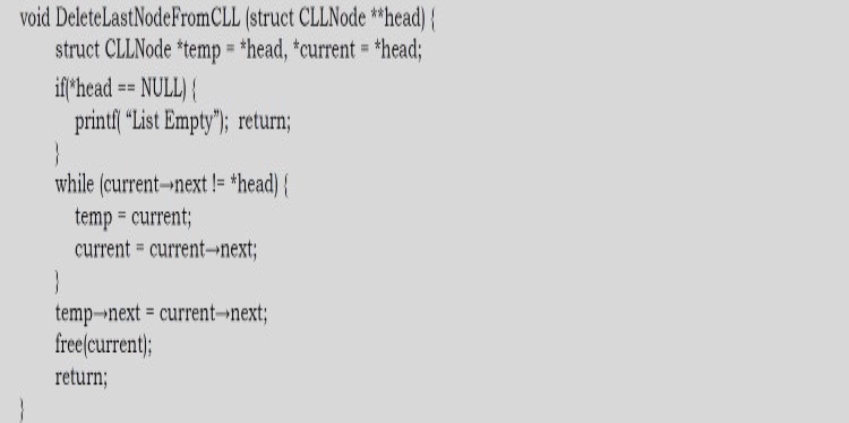 void DeleteLastNodeFromCLL (struct CLLNode **head) {
struct CLLNode *temp = *head, *current = *head;
if(*head == NULL) {
printf( “List Empty”); return;
}
while (current→next != *head) {
temp = current;
current = current→next;
}
temp→next = current→next;
free(current);
return;
}